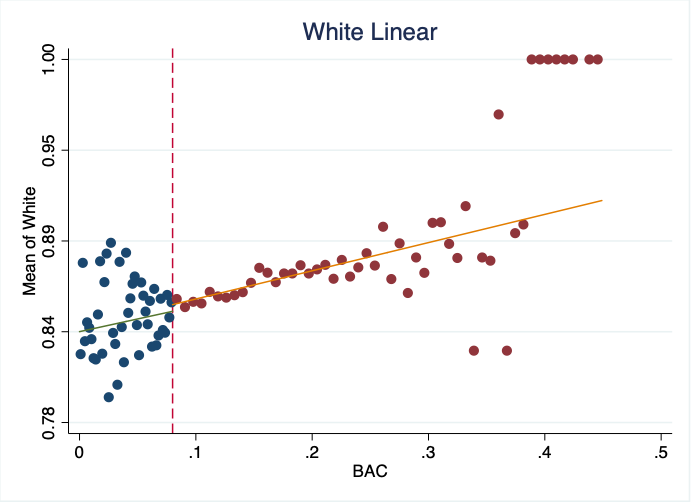 White Linear
Mean of White
1.00
0.95
0.89
0.84
0.78
0 .1 .2 .3 .4 .5
BAC